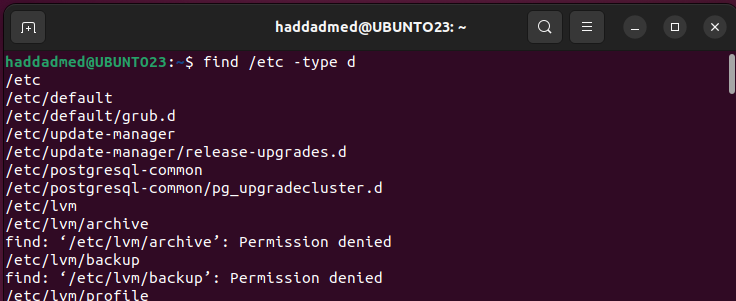 haddadmed@UBUNTO23: ~
haddadmed@UBUNTO23:~$ find /etc -type d
/etc
/etc/default
/etc/default/grub.d
/etc/update-manager
/etc/update-manager/release-upgrades.d
/etc/postgresql-common
/etc/postgresql-common/pg_upgradecluster.d
/etc/lvm
/etc/lvm/archive
find: ‘/etc/lvm/archive’: Permission denied
/etc/lvm/backup
find: ‘/etc/lvm/backup’: Permission denied
/etc/lvm/profile